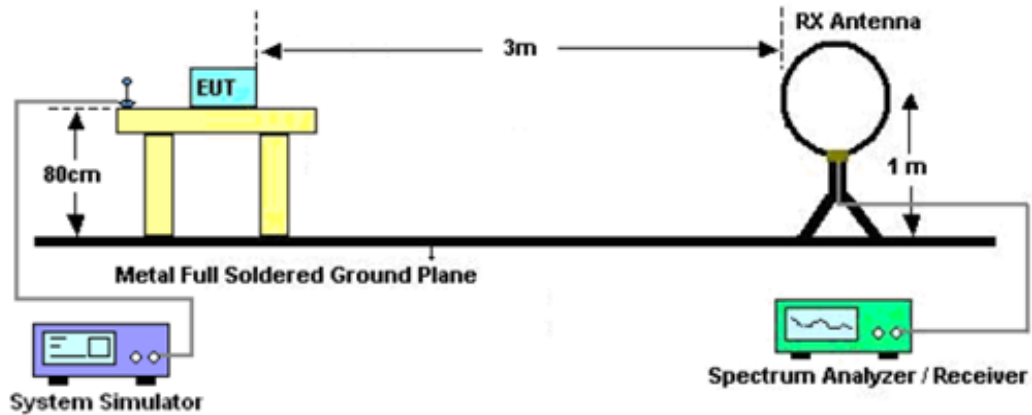 RX Antenna
3m
EUT
80cm
1 m
Metal Full Soldered Ground Plane
System Simulator
Spectrum Analyzer / Receiver